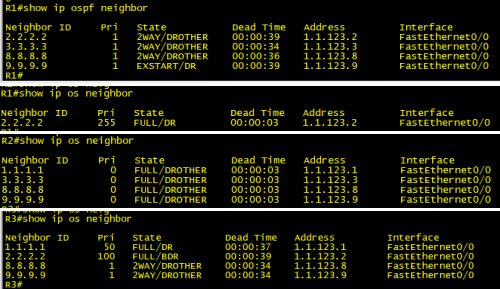 R1#show ip ospf neighbor
Neighbor ID Pri State Dead Time Address Interface
2.2.2.2 1 2WAY/DROTHER 00:00:39 1.1.123.2 FastEthernet0/0
3.3.3.3 1 2WAY/DROTHER 00:00:34 1.1.123.3 FastEthernet0/0
8.8.8.8 1 2WAY/DROTHER 00:00:36 1.1.123.8 FastEthernet0/0
9.9.9.9 1 EXSTART/DR 00:00:39 1.1.123.9 FastEthernet0/0
R1#
R1#show ip os neighbor
Neighbor ID Pri State Dead Time Address Interface
2.2.2.2 255 FULL/DR 00:00:03 1.1.123.2 FastEthernet0/0
R2#show ip os neighbor
Neighbor ID Pri State Dead Time Address Interface
1.1.1.1 0 FULL/DROTHER 00:00:03 1.1.123.1 FastEthernet0/0
3.3.3.3 0 FULL/DROTHER 00:00:03 1.1.123.3 FastEthernet0/0
8.8.8.8 0 FULL/DROTHER 00:00:03 1.1.123.8 FastEthernet0/0
9.9.9.9 0 FULL/DROTHER 00:00:03 1.1.123.9 FastEthernet0/0
R3#show ip os neighbor
Neighbor ID Pri State Dead Time Address Interface
1.1.1.1 50 FULL/DR 00:00:37 1.1.123.1 FastEthernet0/0
2.2.2.2 100 FULL/BDR 00:00:39 1.1.123.2 FastEthernet0/0
8.8.8.8 1 2WAY/DROTHER 00:00:34 1.1.123.8 FastEthernet0/0
9.9.9.9 1 2WAY/DROTHER 00:00:34 1.1.123.9 FastEthernet0/0
R3#